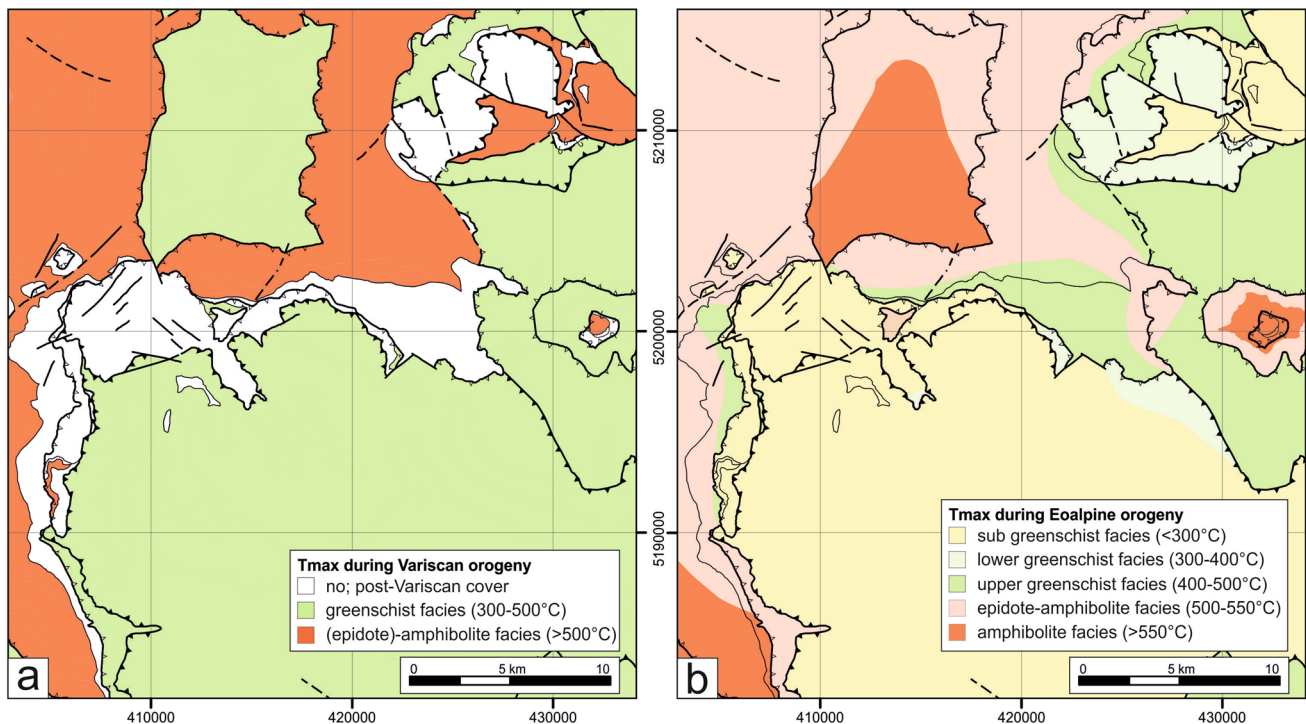 Tmax during Variscan orogeny
no; post-Variscan cover
greenschist facies (300-500°C)
(epidote)-amphibolite facies (>500°C)
0 5 km 10
a
410000 420000 430000
5210000
5200000
5190000
Tmax during Eoalpine orogeny
sub greenschist facies (<300°C)
lower greenschist facies (300-400°C)
upper greenschist facies (400-500°C)
epidote-amphibolite facies (500-550°C)
amphibolite facies (>550°C)
0 5 km 10
b
410000 420000 430000